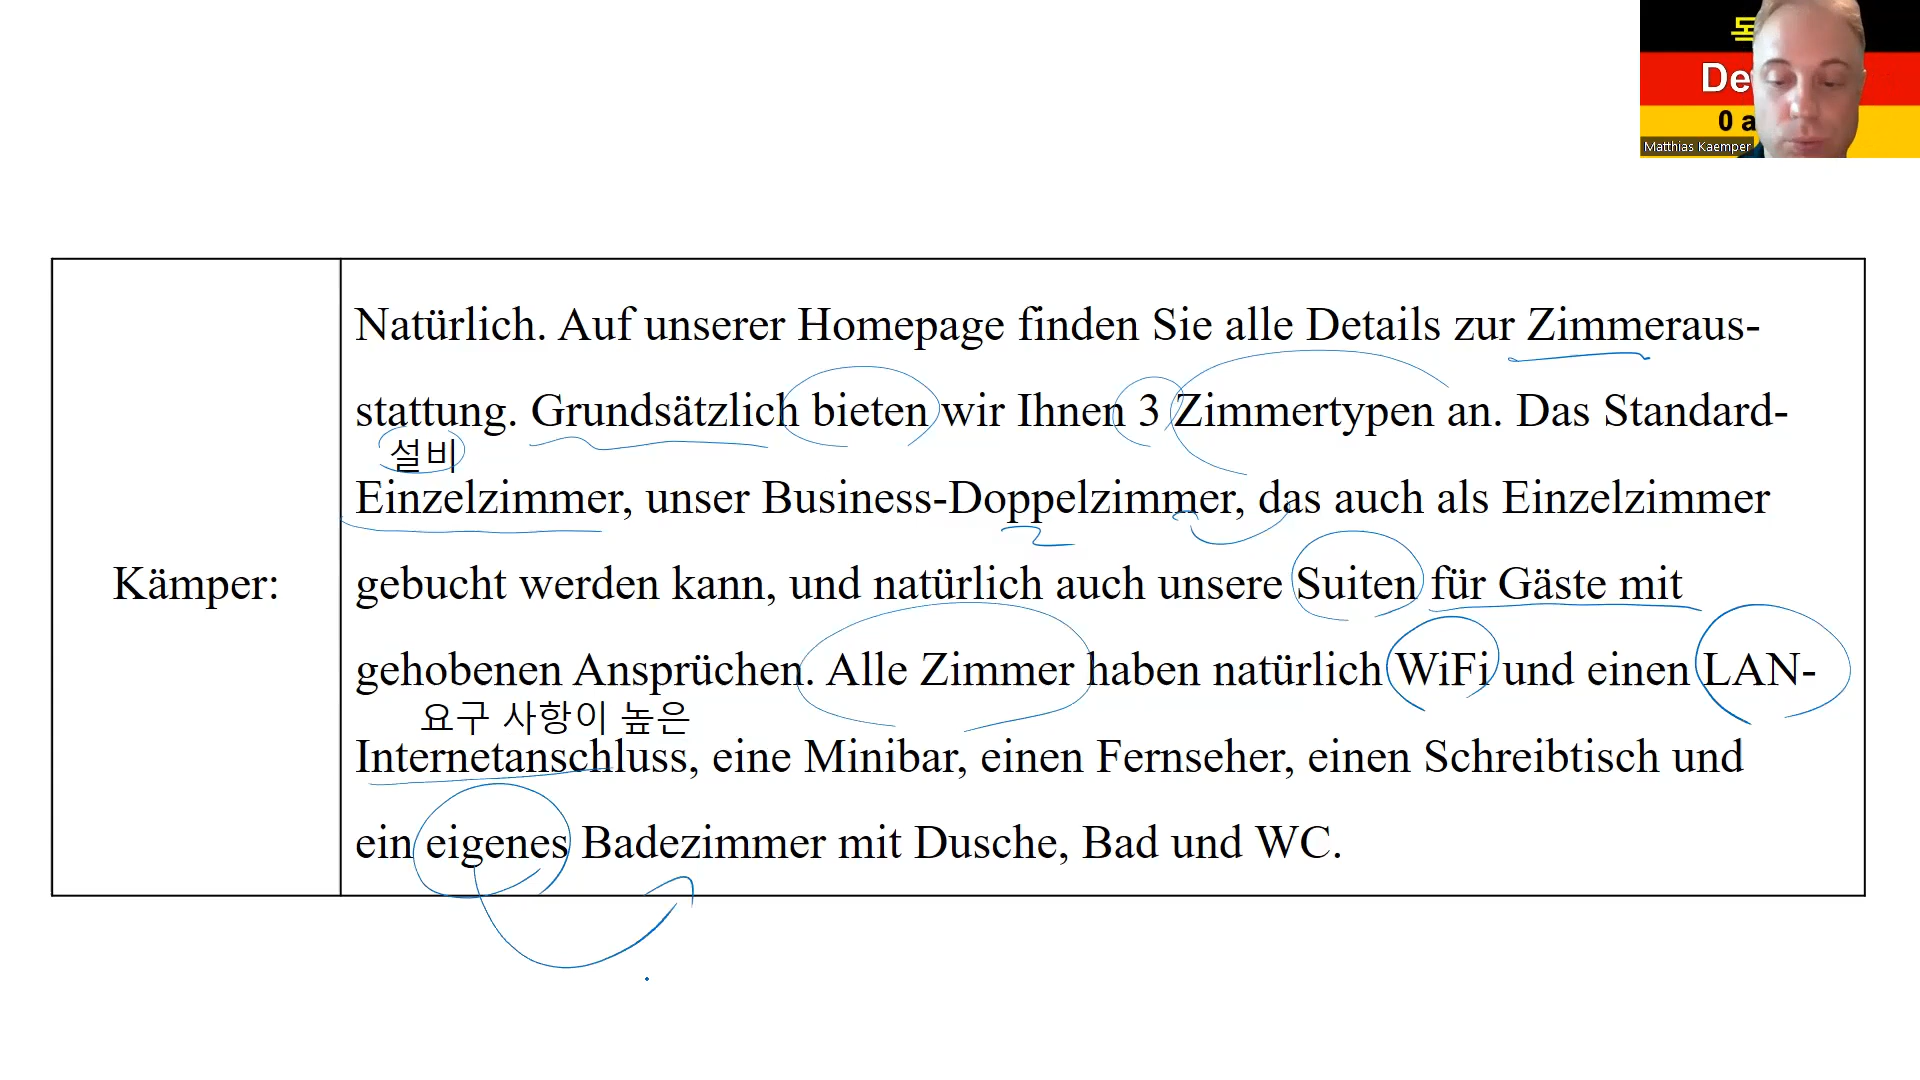 독
De
0 a
Matthias Kaemper
Natürlich. Auf unserer Homepage finden Sie alle Details zur Zimmeraus-
stattung. Grundsätzlich bieten wir Ihnen 3 Zimmertypen an. Das Standard-
설비
Einzelzimmer, unser Business-Doppelzimmer, das auch als Einzelzimmer
Kämper:
gebucht werden kann, und natürlich auch unsere Suiten für Gäste mit
gehobenen Ansprüchen. Alle Zimmer haben natürlich WiFi und einen LAN-
요구 사항이 높은
Internetanschluss, eine Minibar, einen Fernseher, einen Schreibtisch und
ein eigenes Badezimmer mit Dusche, Bad und WC.